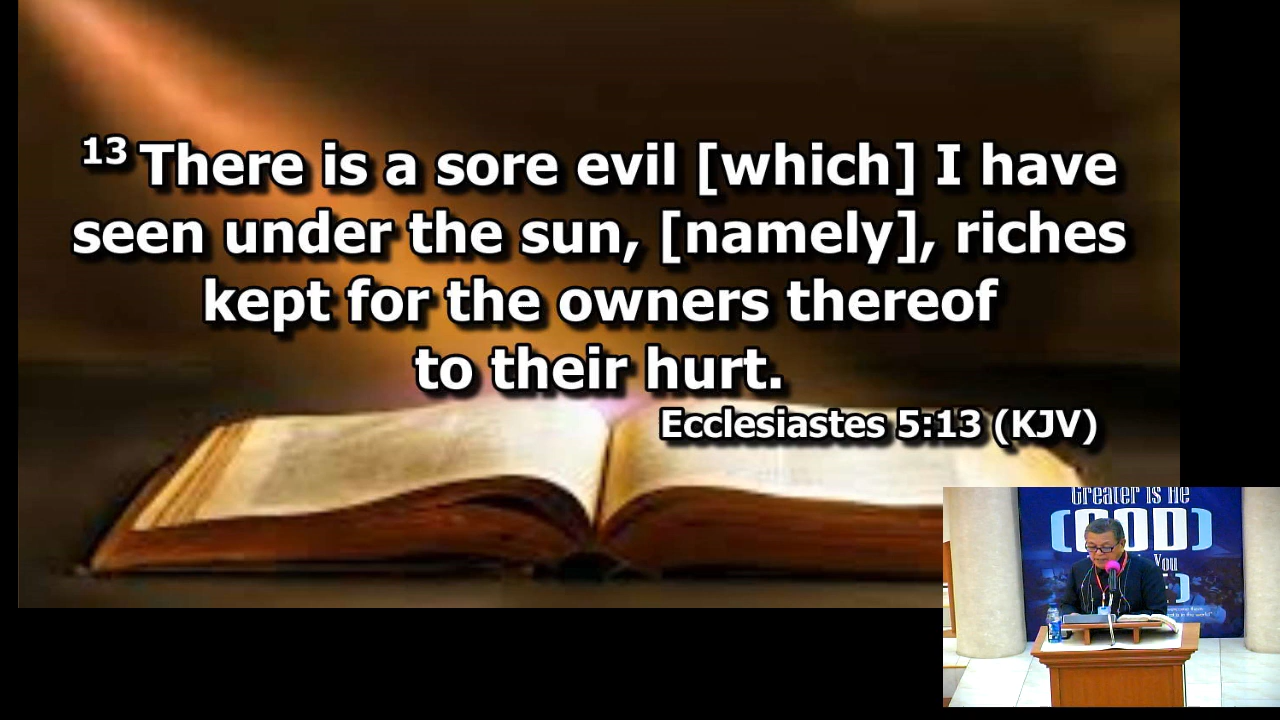 13 There is a sore evil [which] I have
seen under the sun, [namely], riches
kept for the owners thereof
to their hurt.
Ecclesiastes 5:13 (KJV)
Greater is He
(GOD)
You